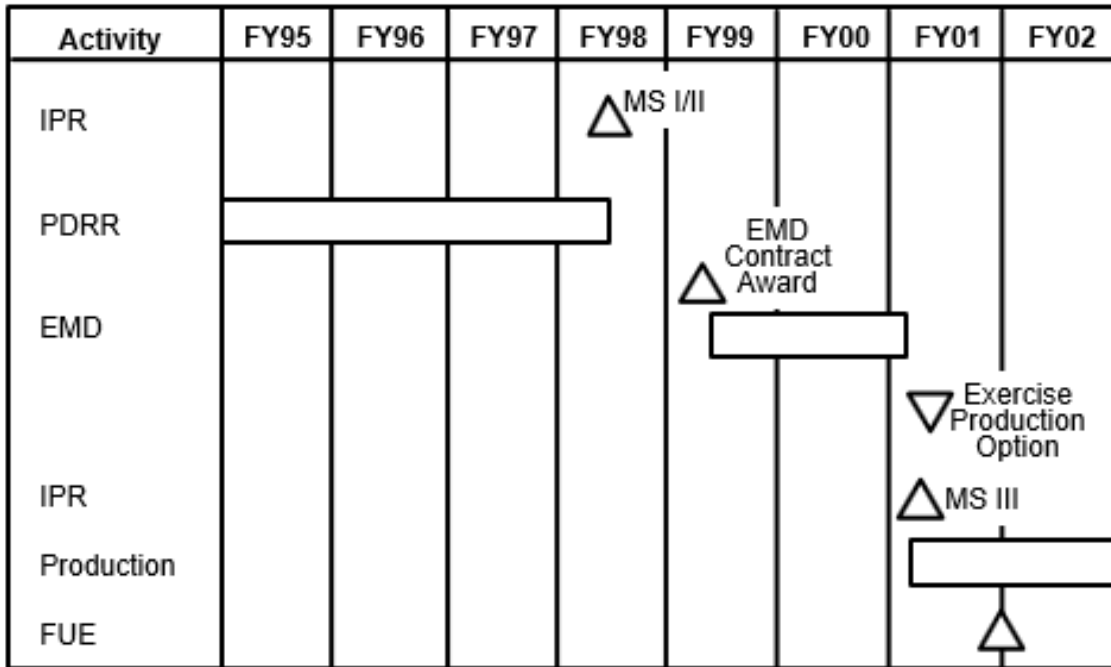 Activity FY95 FY96 FY97 FY98 FY99 FY00 FY01 FY02
IPR
MS I/II
PDRR
EMD
Contract
Award
EMD
Exercise
Production
Option
IPR
MS III
Production
FUE